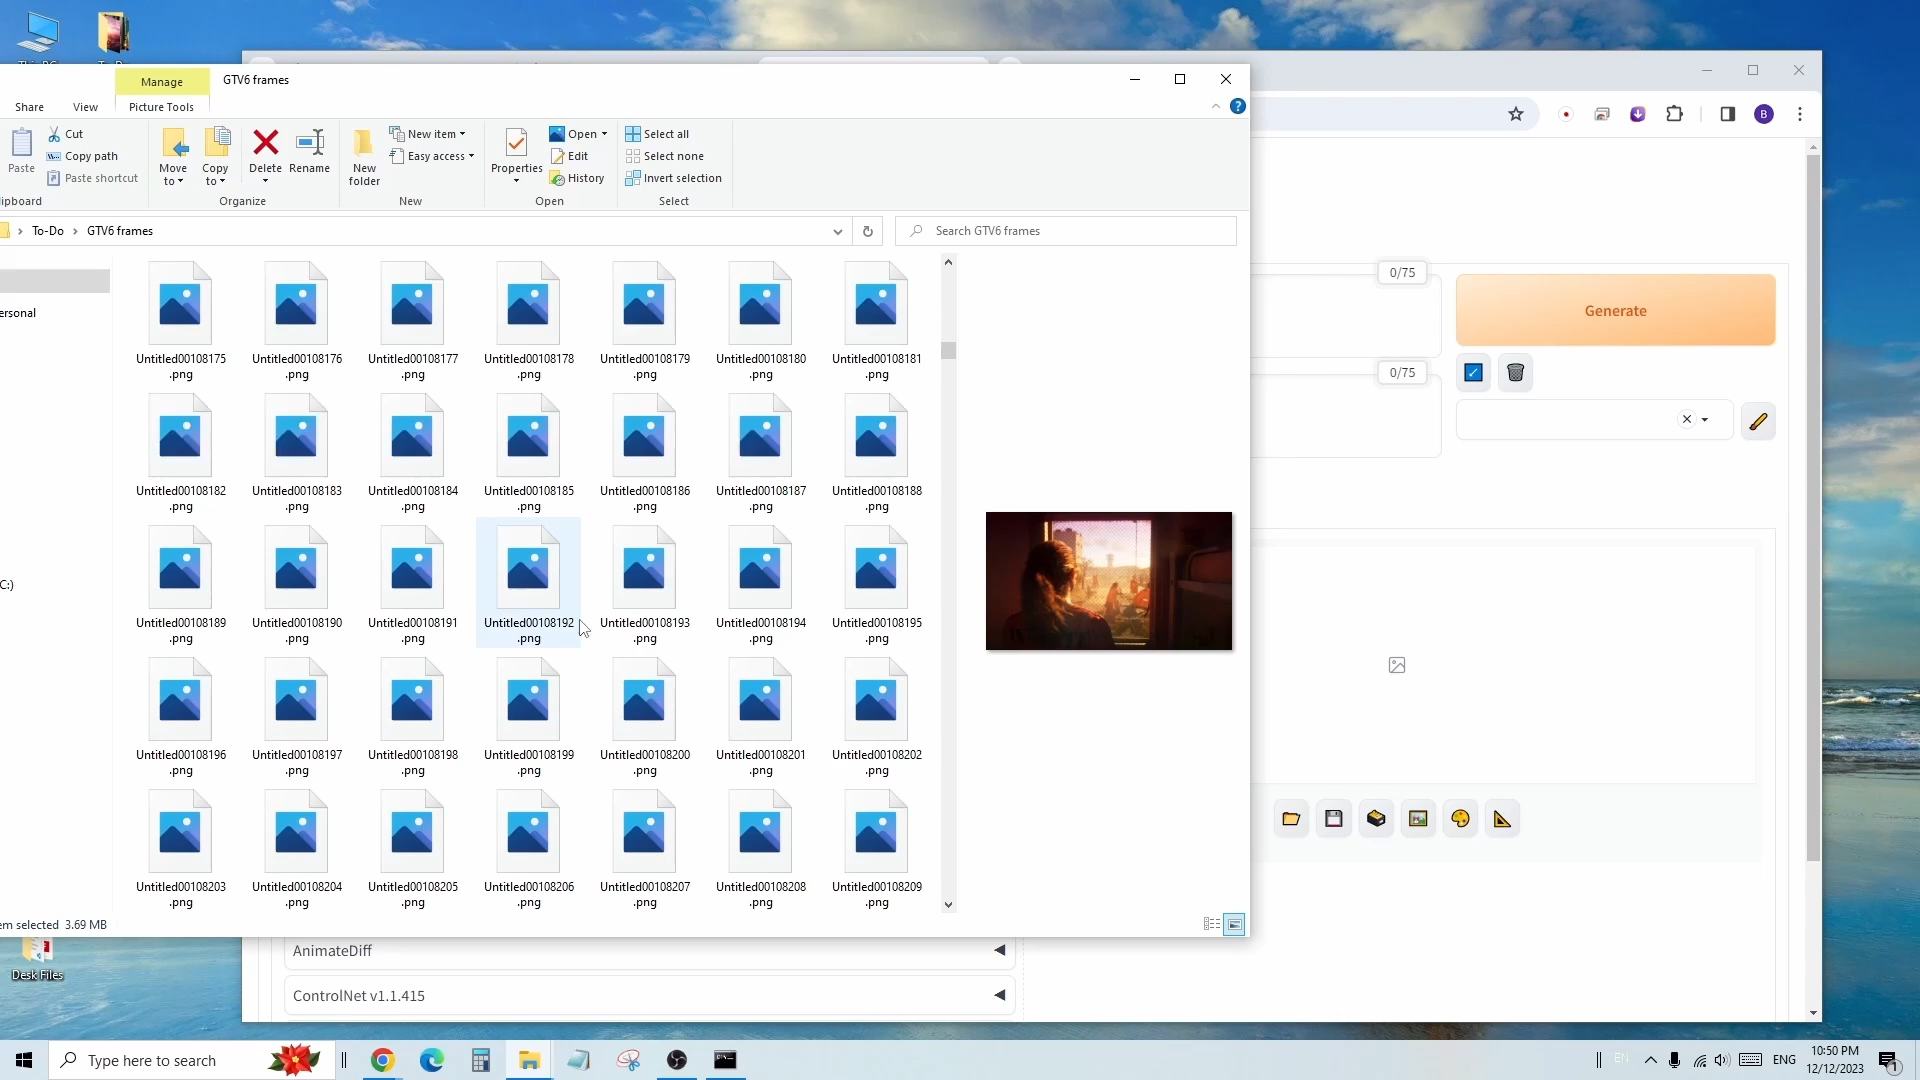 Manage
GTV6 frames
Share
View
Picture Tools
Paste
Cut
Copy path
Paste shortcut
Move to
Copy to
Delete
Rename
New folder
New item
Easy access
Properties
Open
Edit
History
Select all
Select none
Invert selection
lipboard
Organize
New
Open
Select
To-Do > GTV6 frames
Search GTV6 frames
ersonal
C:)
Untitled00108175.png
Untitled00108176.png
Untitled00108177.png
Untitled00108178.png
Untitled00108179.png
Untitled00108180.png
Untitled00108181.png
Untitled00108182.png
Untitled00108183.png
Untitled00108184.png
Untitled00108185.png
Untitled00108186.png
Untitled00108187.png
Untitled00108188.png
Untitled00108189.png
Untitled00108190.png
Untitled00108191.png
Untitled00108192.png
Untitled00108193.png
Untitled00108194.png
Untitled00108195.png
Untitled00108196.png
Untitled00108197.png
Untitled00108198.png
Untitled00108199.png
Untitled00108200.png
Untitled00108201.png
Untitled00108202.png
Untitled00108203.png
Untitled00108204.png
Untitled00108205.png
Untitled00108206.png
Untitled00108207.png
Untitled00108208.png
Untitled00108209.png
em selected 3.69 MB
B
0/75
Generate
0/75
AnimateDiff
ControlNet v1.1.415
Desk Files
Type here to search
ENG
10:50 PM
12/12/2023
1